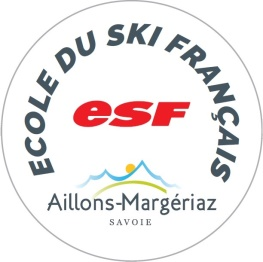 ECOLE DU SKI FRANÇAIS
esf
Aillons-Margériaz
SAVOIE